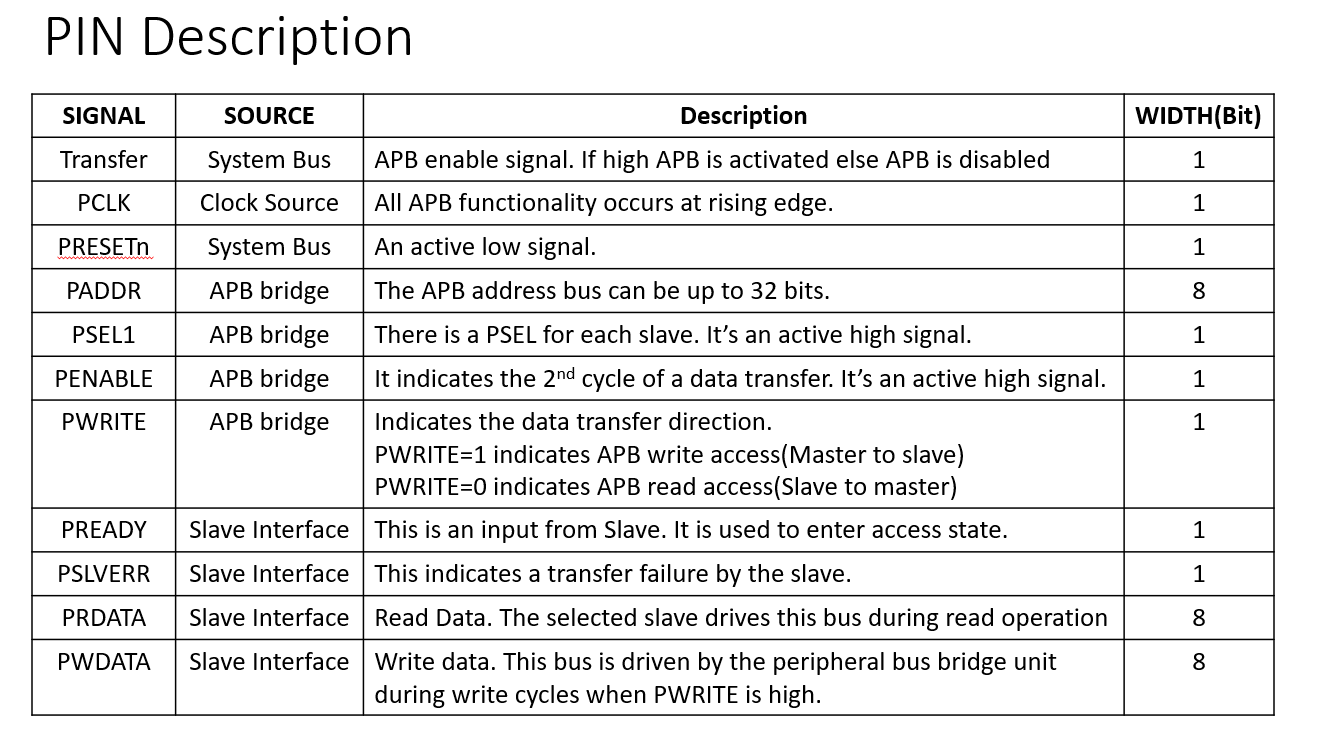 PIN Description
SIGNAL SOURCE Description WIDTH(Bit)
Transfer System Bus APB enable signal. If high APB is activated else APB is disabled 1
PCLK Clock Source All APB functionality occurs at rising edge. 1
PRESETn System Bus An active low signal. 1
PADDR APB bridge The APB address bus can be up to 32 bits. 8
PSEL1 APB bridge There is a PSEL for each slave. It’s an active high signal. 1
PENABLE APB bridge It indicates the 2nd cycle of a data transfer. It’s an active high signal. 1
PWRITE APB bridge Indicates the data transfer direction. 1
PWRITE=1 indicates APB write access(Master to slave)
PWRITE=0 indicates APB read access(Slave to master)
PREADY Slave Interface This is an input from Slave. It is used to enter access state. 1
PSLVERR Slave Interface This indicates a transfer failure by the slave. 1
PRDATA Slave Interface Read Data. The selected slave drives this bus during read operation 8
PWDATA Slave Interface Write data. This bus is driven by the peripheral bus bridge unit 8
during write cycles when PWRITE is high.